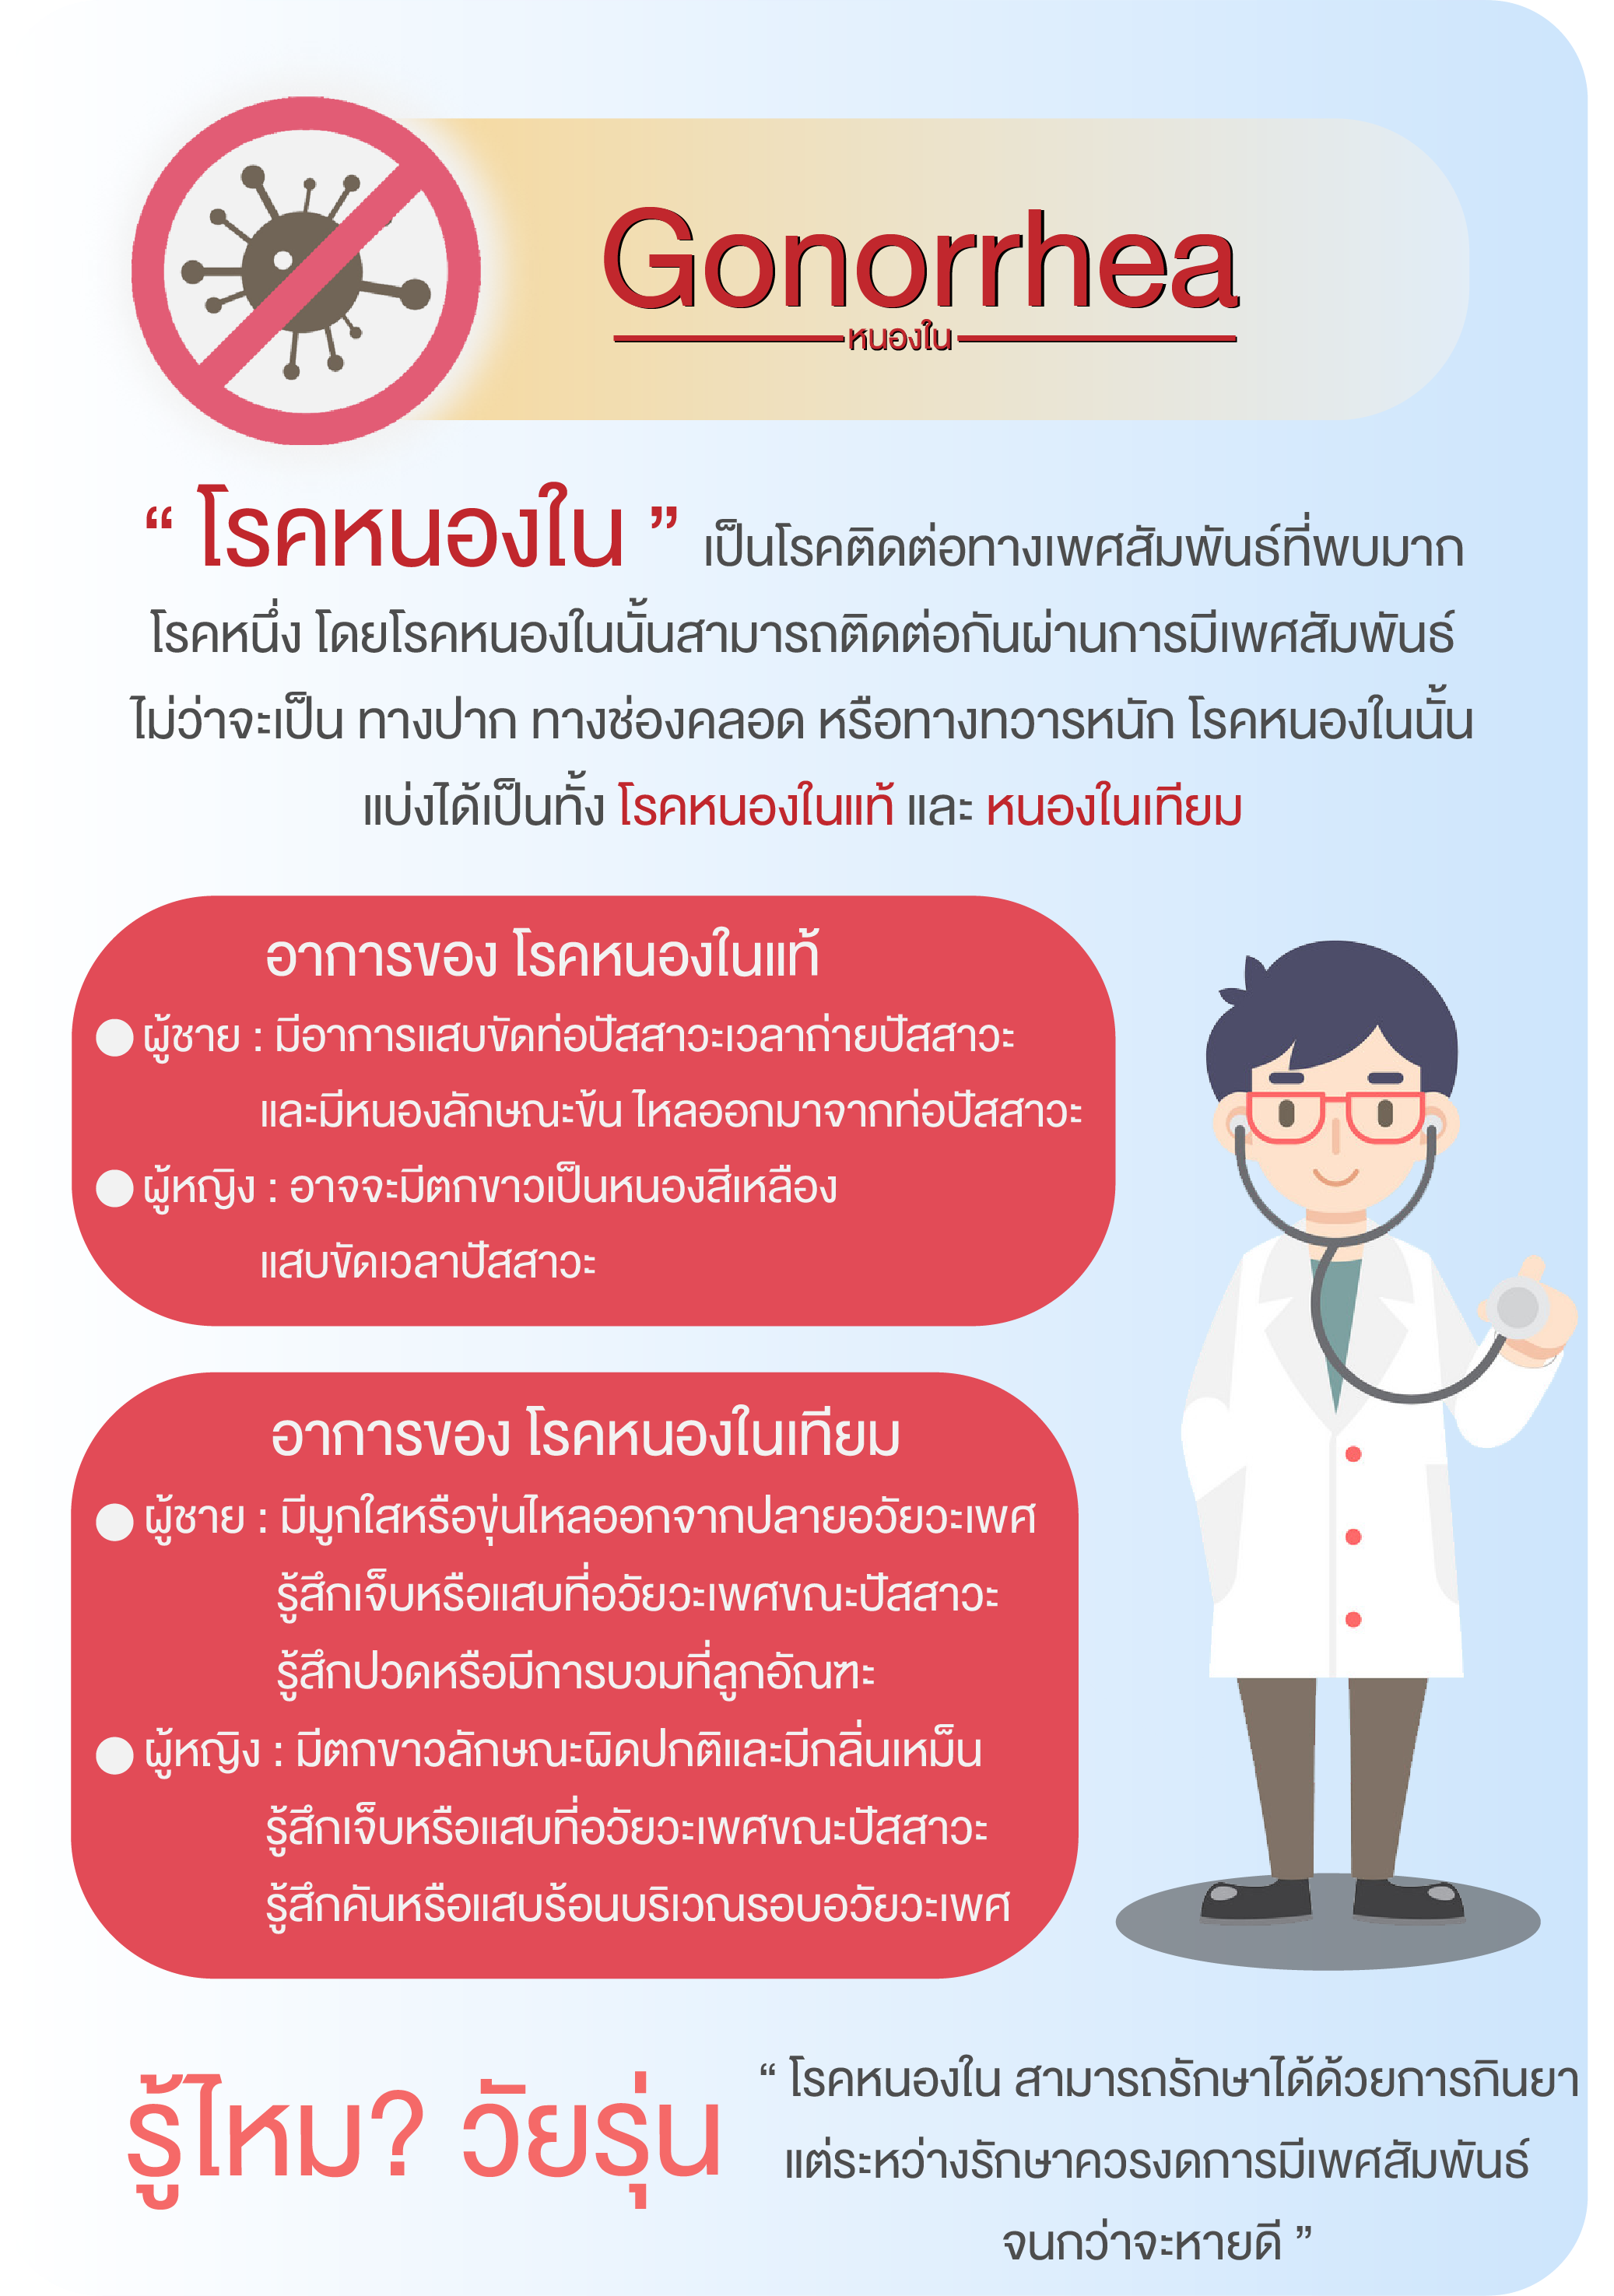 Gonorrhea
หนองใน
“ โรคหนองใน ” เป็นโรคติดต่อทางเพศสัมพันธ์ที่พบมาก
โรคหนึ่ง โดยโรคหนองในนั้นสามารถติดต่อกันผ่านการมีเพศสัมพันธ์
ไม่ว่าจะเป็น ทางปาก ทางช่องคลอด หรือทางทวารหนัก โรคหนองในนั้น
แบ่งได้เป็นทั้ง โรคหนองในแท้ และ หนองในเทียม
อาการของ โรคหนองในแท้
ผู้ชาย : มีอาการแสบขัดท่อปัสสาวะเวลาถ่ายปัสสาวะ
และมีหนองลักษณะข้น ไหลออกมาจากท่อปัสสาวะ
ผู้หญิง : อาจจะมีตกขาวเป็นหนองสีเหลือง
แสบขัดเวลาปัสสาวะ
อาการของ โรคหนองในเทียม
ผู้ชาย : มีมูกใสหรือขุ่นไหลออกจากปลายอวัยวะเพศ
รู้สึกเจ็บหรือแสบที่อวัยวะเพศขณะปัสสาวะ
รู้สึกปวดหรือมีการบวมที่ลูกอัณฑะ
ผู้หญิง : มีตกขาวลักษณะผิดปกติและมีกลิ่นเหม็น
รู้สึกเจ็บหรือแสบที่อวัยวะเพศขณะปัสสาวะ
รู้สึกคันหรือแสบร้อนบริเวณรอบอวัยวะเพศ
รู้ไหม? วัยรุ่น
“ โรคหนองใน สามารถรักษาได้ด้วยการกินยา
แต่ระหว่างรักษาควรงดการมีเพศสัมพันธ์
จนกว่าจะหายดี ”